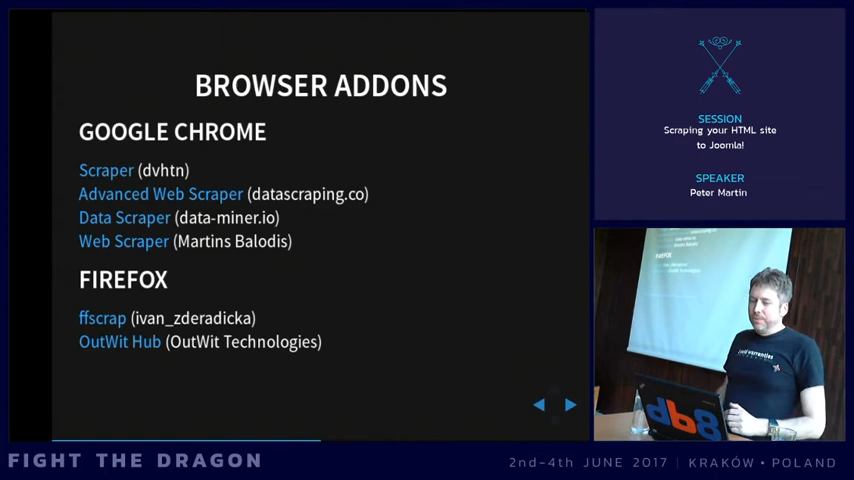 BROWSER ADDONS
GOOGLE CHROME
Scraper (dvhtn)
Advanced Web Scraper (datascraping.co)
Data Scraper (data-miner.io)
Web Scraper (Martins Balodis)
FIREFOX
ffscrap (ivan_zderadicka)
OutWit Hub (OutWit Technologies)
SESSION
Scraping your HTML site
to Joomla!
SPEAKER
Peter Martin
FIREFOX
db8
FIGHT THE DRAGON
2nd-4th JUNE 2017 | KRAKÓW • POLAND